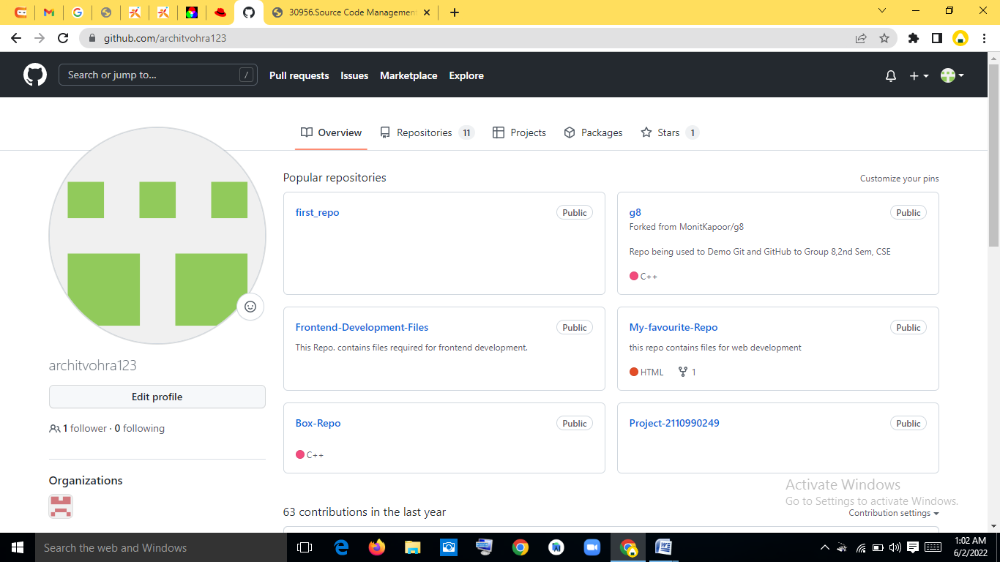 30956.Source Code Management
github.com/architvohra123
Search or jump to...
/
Pull requests
Issues
Marketplace
Explore
Overview
Repositories 11
Projects
Packages
Stars 1
Popular repositories
Customize your pins
first_repo
Public
g8
Public
Forked from MonitKapoor/g8
Repo being used to Demo Git and GitHub to Group 8,2nd Sem, CSE
C++
Frontend-Development-Files
Public
This Repo. contains files required for frontend development.
My-favourite-Repo
Public
this repo contains files for web development
HTML
1
Box-Repo
Public
C++
Project-2110990249
Public
architvohra123
Edit profile
1 follower · 0 following
Organizations
63 contributions in the last year
Contribution settings
Activate Windows
Go to Settings to activate Windows.
Search the web and Windows
1:02 AM
6/2/2022